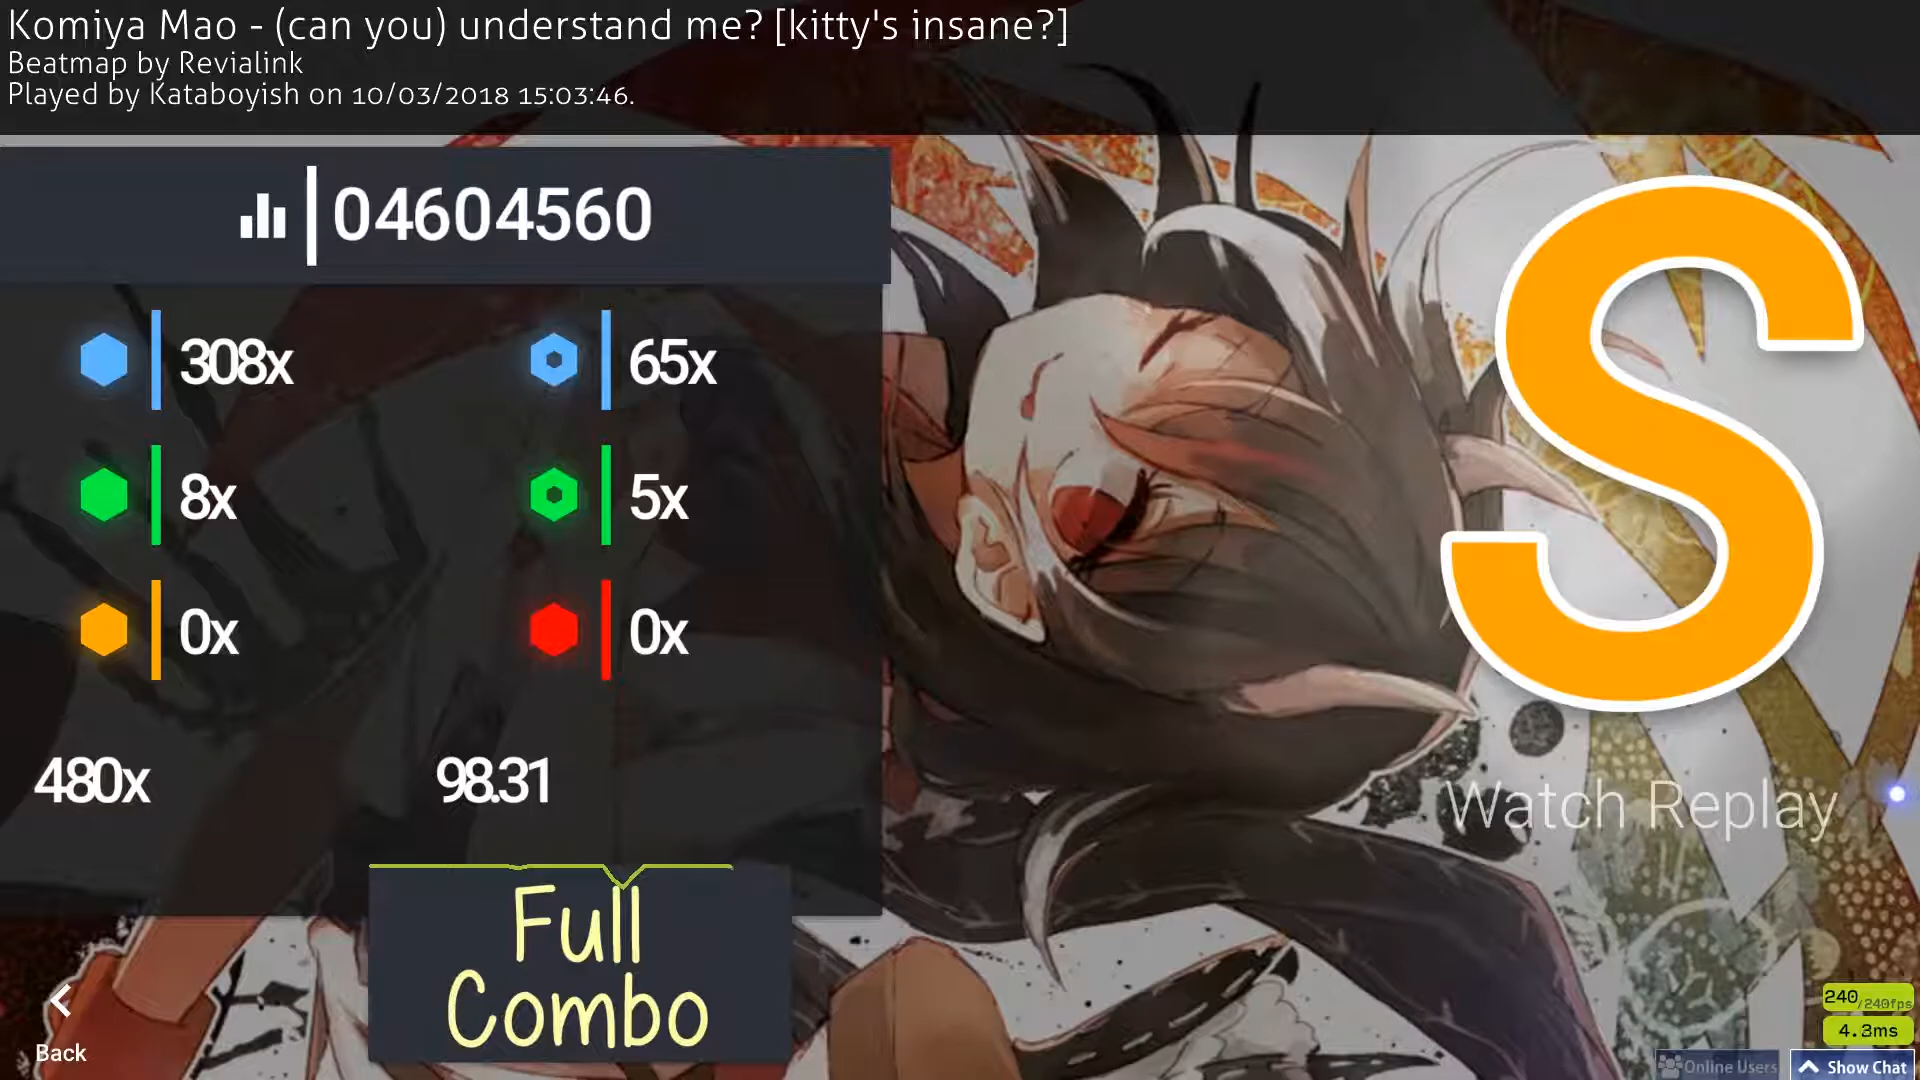 Komiya Mao - (can you) understand me? [kitty's insane?]
Beatmap by Revialink
Played by Kataboyish on 10/03/2018 15:03:46.
04604560
308x 65x
8x 5x
0x 0x
480x 98.31
S
Watch Replay
Full
Combo
Back
240/240fps
4.3ms
Online Users
Show Chat